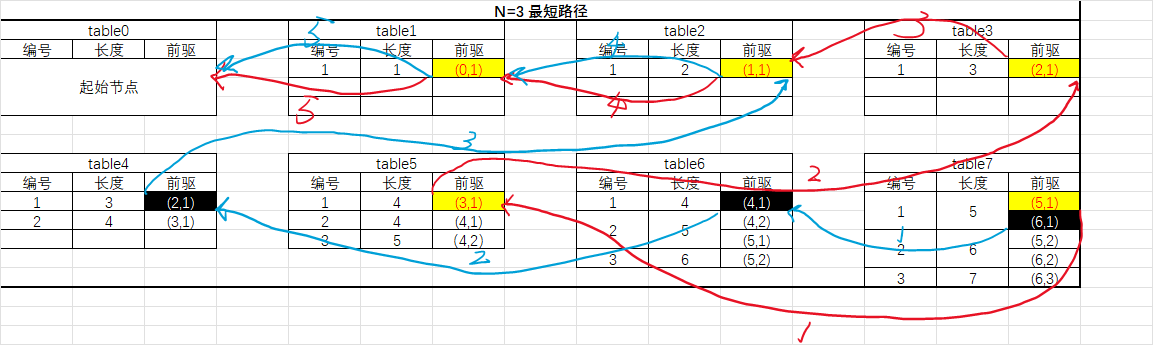 N=3 最短路径
table0 table1 table2 table3
编号 长度 前驱 编号 长度 前驱 编号 长度 前驱 编号 长度 前驱
起始节点 1 1 (0,1) 1 2 (1,1) 1 3 (2,1)
5 4 3
5 4
3 2
table4 table5 table6 table7
编号 长度 前驱 编号 长度 前驱 编号 长度 前驱 编号 长度 前驱
1 3 (2,1) 1 4 (3,1) 1 4 (4,1) 1 5 (5,1)
2 4 (3,1) 2 4 (4,1) 2 5 (4,2) (6,1)
3 5 (4,2) (5,1) 2 6 (5,2)
3 6 (5,2) (6,2)
3 7 (6,3)
2 1
1